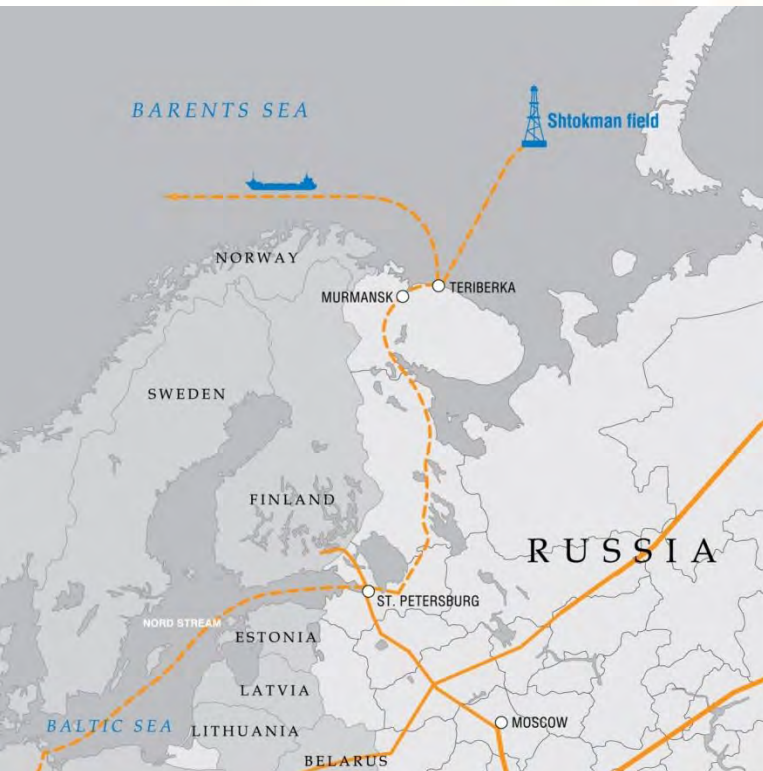 BARENTS SEA
Shtokman field
NORWAY
TERIBERKA
MURMANSK
SWEDEN
FINLAND
RUSSIA
ST. PETERSBURG
NORD STREAM
ESTONIA
LATVIA
BALTIC SEA
LITHUANIA
MOSCOW
BELARUS